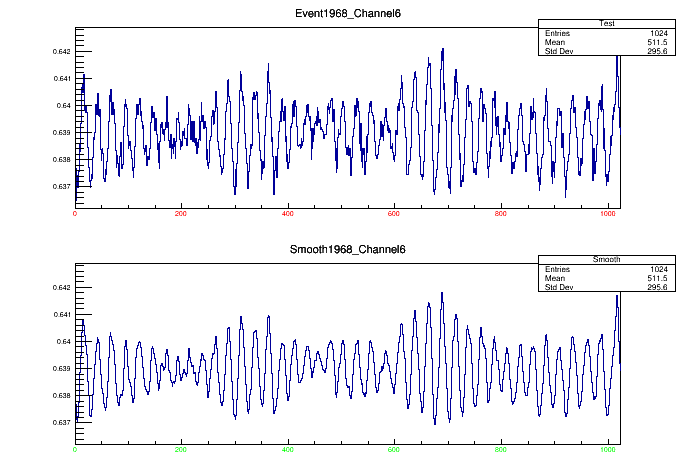 Event1968_Channel6
Test
Entries 1024
Mean 511.5
Std Dev 295.6
0.642
0.641
0.64
0.639
0.638
0.637
0 200 400 600 800 1000
Smooth1968_Channel6
Smooth
Entries 1024
Mean 511.5
Std Dev 295.6
0.642
0.641
0.64
0.639
0.638
0.637
0 200 400 600 800 1000